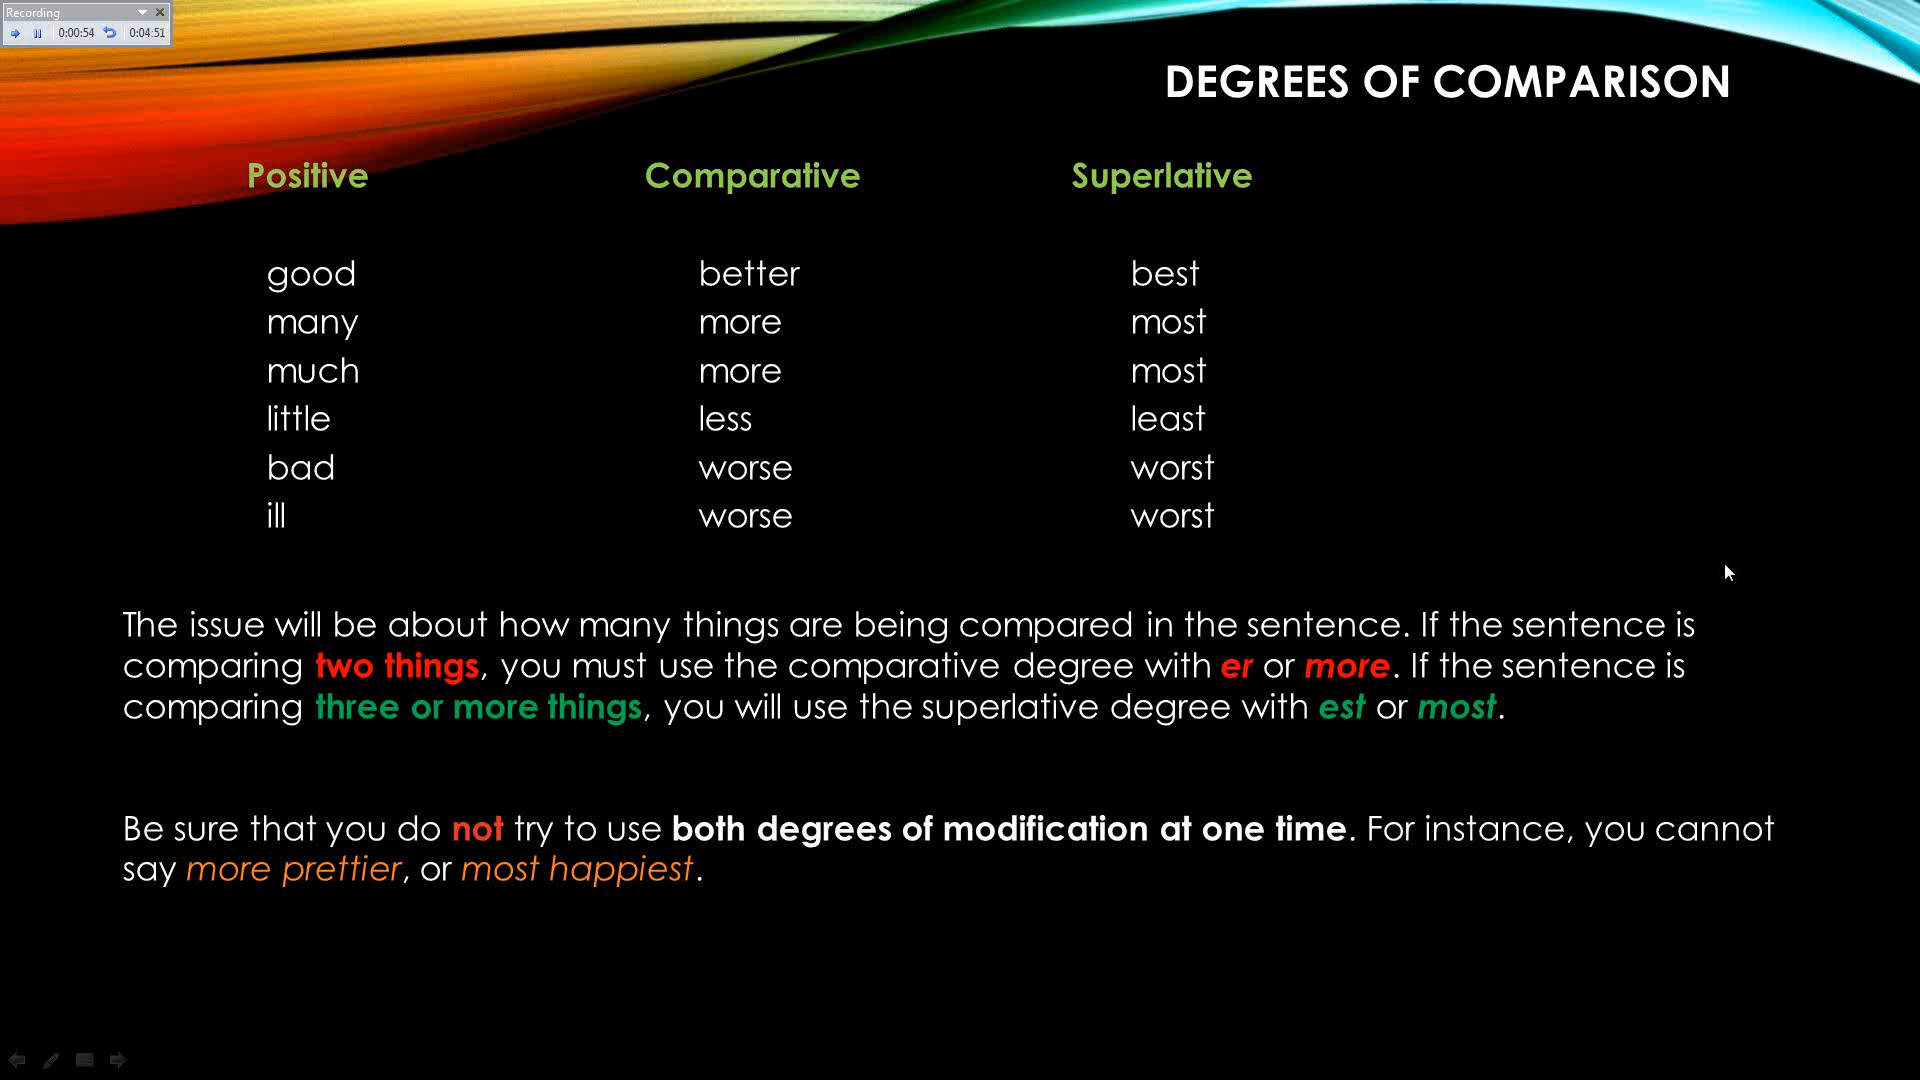 Recording
0:00:54 0:04:51
DEGREES OF COMPARISON
Positive Comparative Superlative
good better best
many more most
much more most
little less least
bad worse worst
ill worse worst
The issue will be about how many things are being compared in the sentence. If the sentence is
comparing two things, you must use the comparative degree with er or more. If the sentence is
comparing three or more things, you will use the superlative degree with est or most.
Be sure that you do not try to use both degrees of modification at one time. For instance, you cannot
say more prettier, or most happiest.